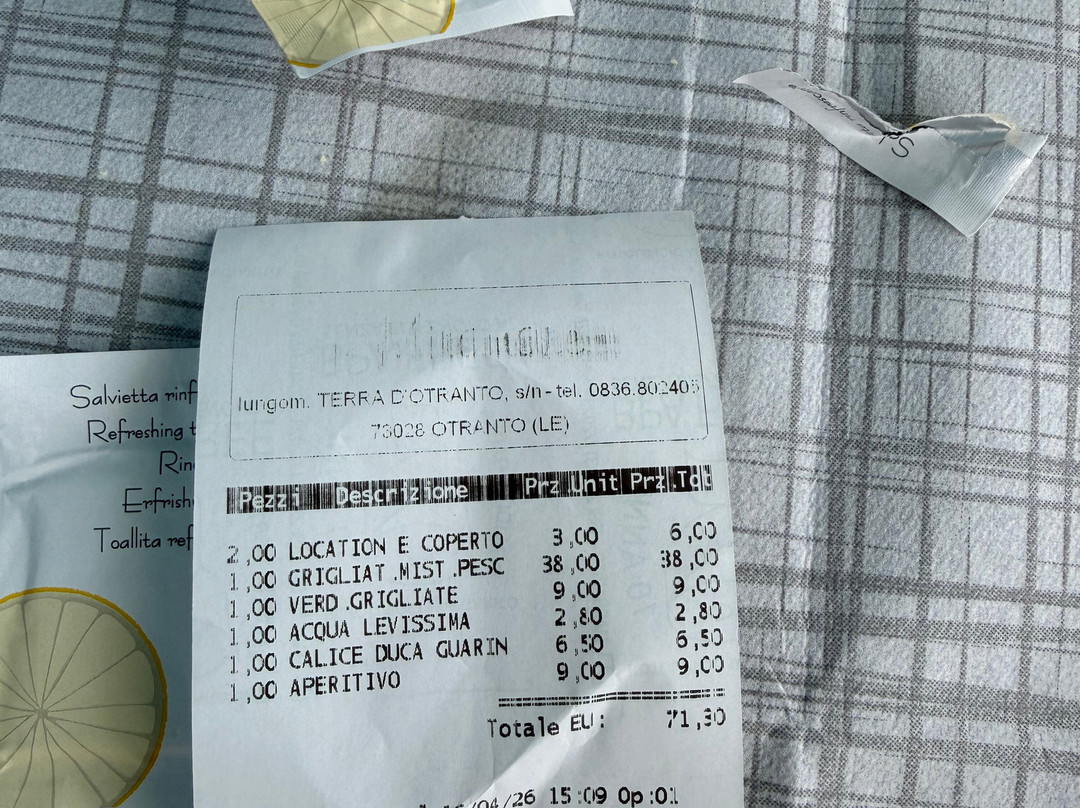 Salvietta rinf
Refreshing t
Rin
Erfrish
Toallita ref
lungom. TERRA D'OTRANTO, s/n - tel. 0836.802405
73028 OTRANTO (LE)
Pezzi Descrizione Prz Unit Prz.Tot
2,00 LOCATION E COPERTO 3,00 6,00
1,00 GRIGLIAT.MIST.PESC 38,00 38,00
1,00 VERD.GRIGLIATE 9,00 9,00
1,00 ACQUA LEVISSIMA 2,80 2,80
1,00 CALICE DUCA GUARIN 6,50 6,50
1,00 APERITIVO 9,00 9,00
Totale EU: 71,30
/04/26 15:09 Op:01